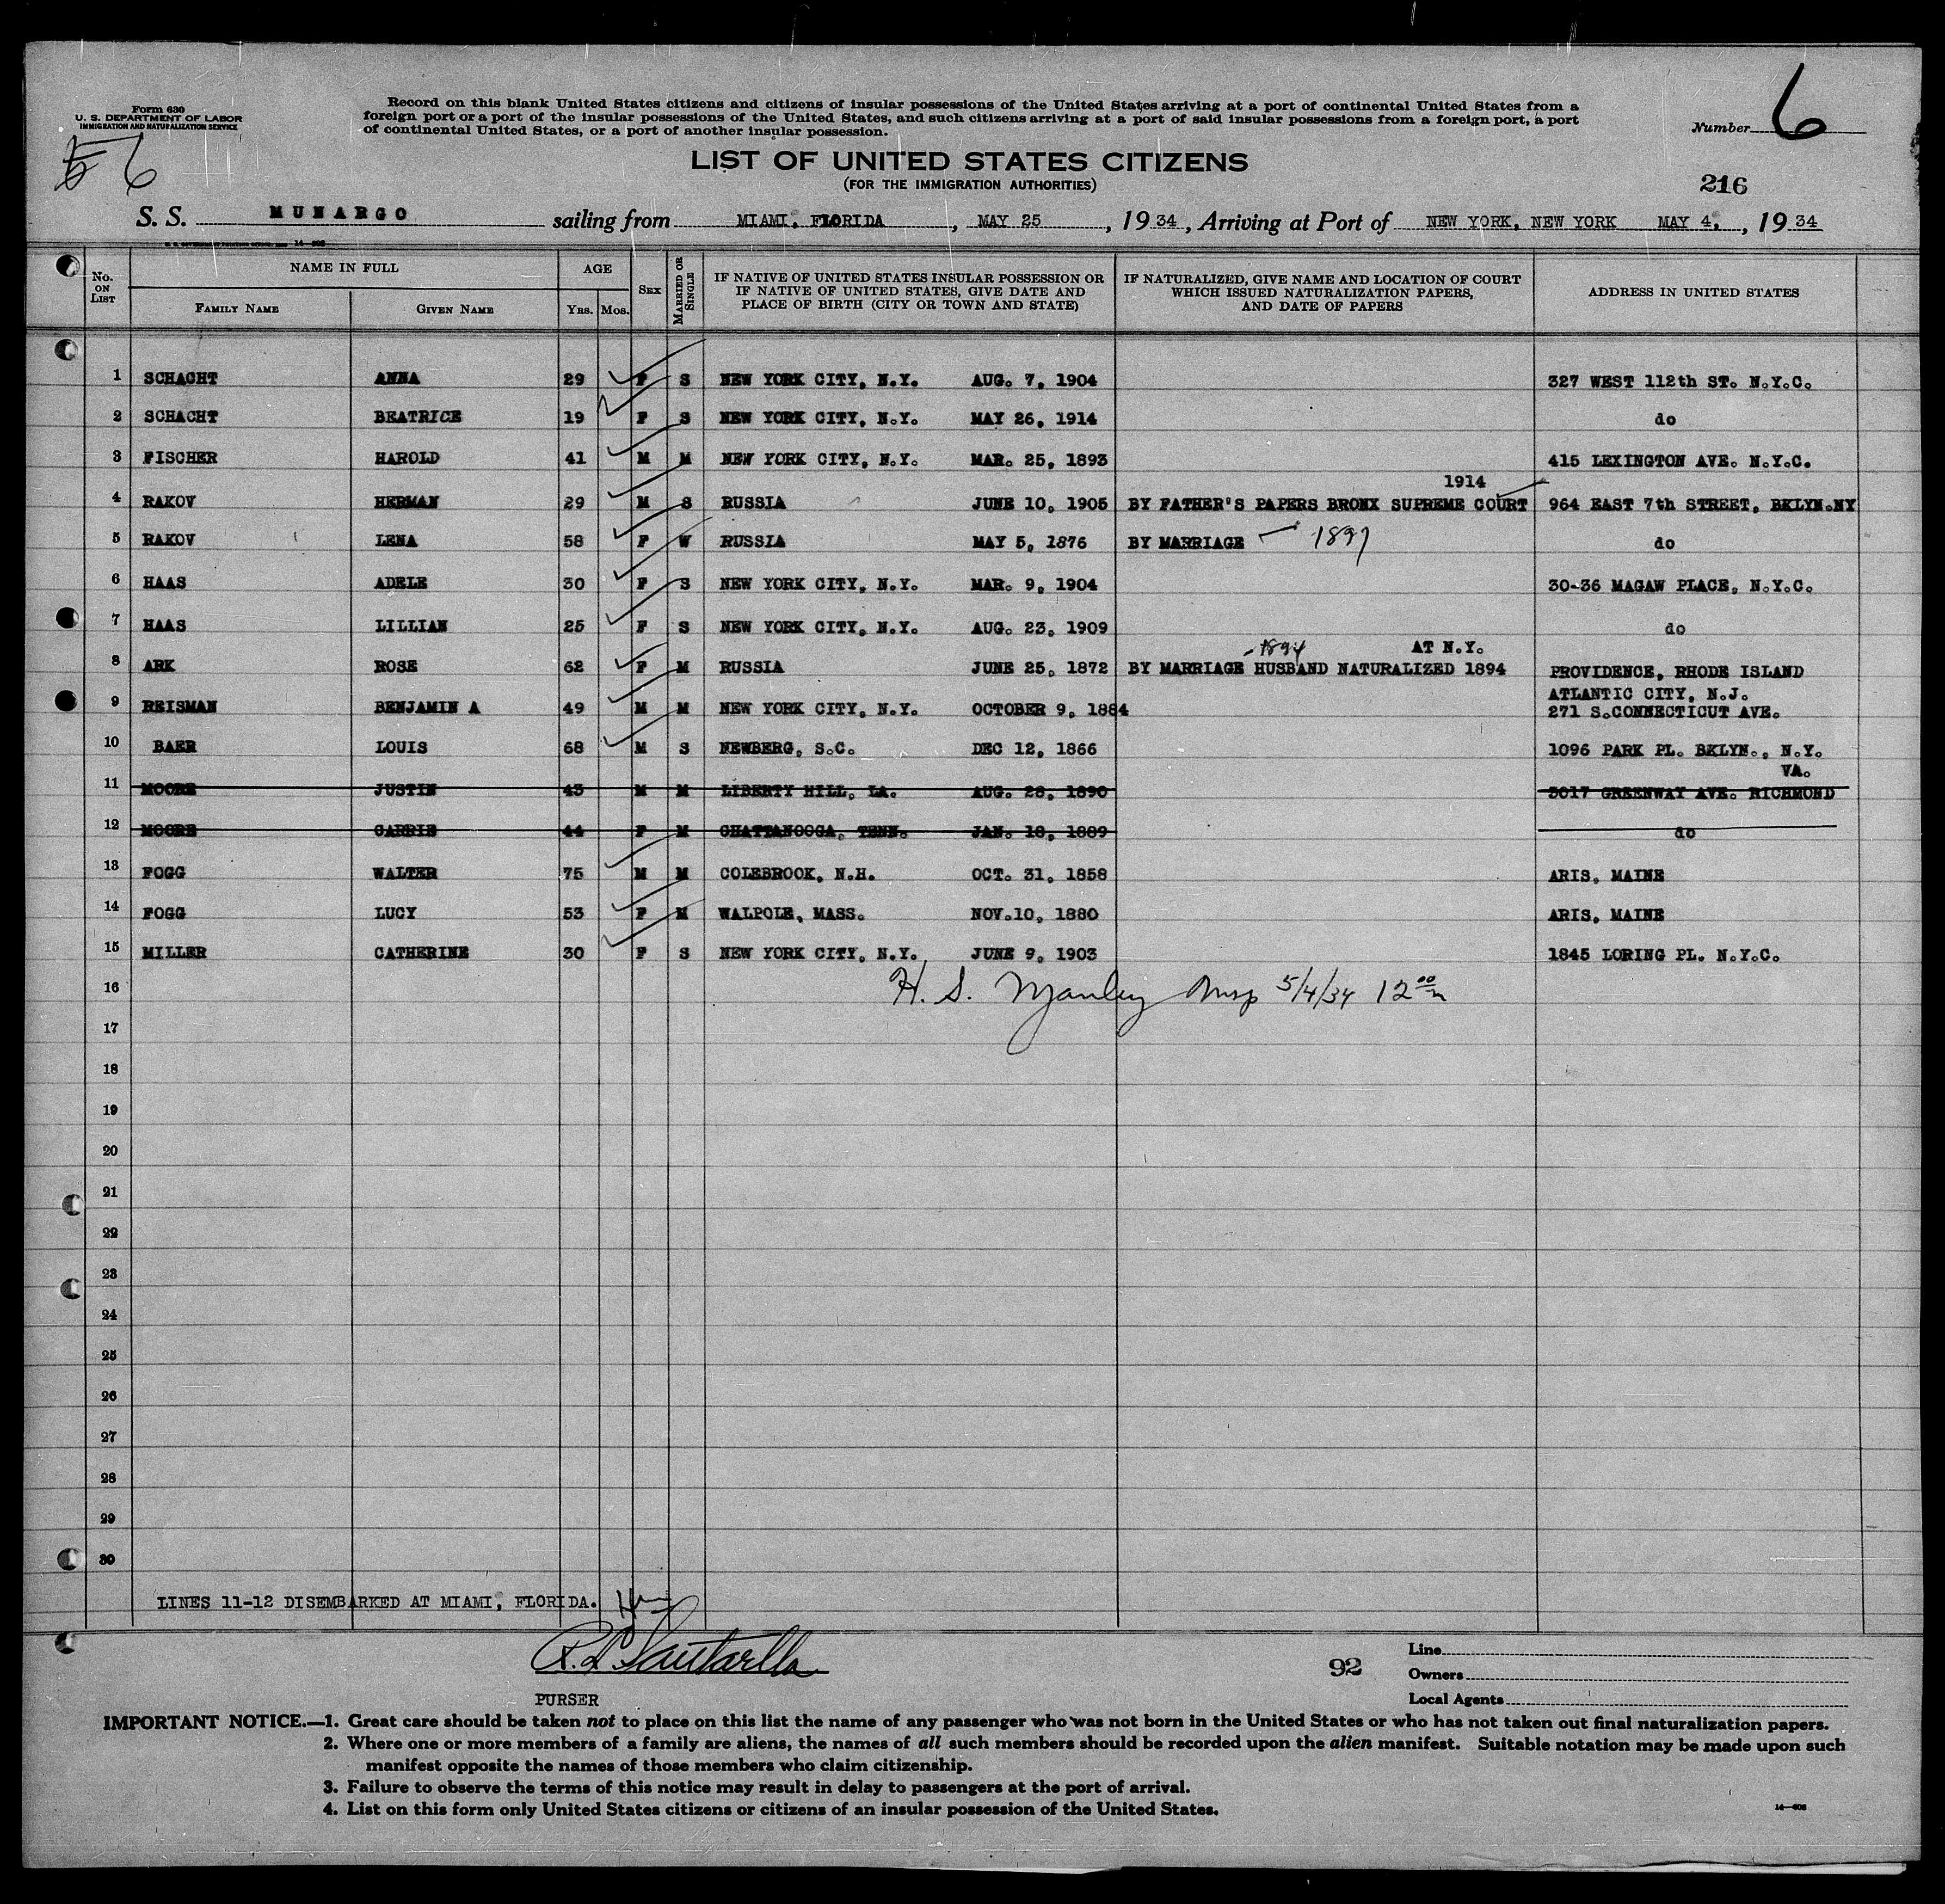 Form 630
U. S. DEPARTMENT OF LABOR
IMMIGRATION AND NATURALIZATION SERVICE
Record on this blank United States citizens and citizens of insular possessions of the United States arriving at a port of continental United States from a
foreign port or a port of the insular possessions of the United States, and such citizens arriving at a port of said insular possessions from a foreign port, a port
of continental United States, or a port of another insular possession.
Number 6
6
LIST OF UNITED STATES CITIZENS
(FOR THE IMMIGRATION AUTHORITIES)
216
S. S. MUNARGO sailing from MIAMI, FLORIDA, MAY 25, 1934, Arriving at Port of NEW YORK, NEW YORK MAY 4, , 1934
No. ON LIST NAME IN FULL FAMILY NAME GIVEN NAME AGE YRS. MOS. SEX MARRIED OR SINGLE IF NATIVE OF UNITED STATES INSULAR POSSESSION OR IF NATIVE OF UNITED STATES, GIVE DATE AND PLACE OF BIRTH (CITY OR TOWN AND STATE) IF NATURALIZED, GIVE NAME AND LOCATION OF COURT WHICH ISSUED NATURALIZATION PAPERS, AND DATE OF PAPERS ADDRESS IN UNITED STATES
1 SCHACHT ANNA 29 F S NEW YORK CITY, N.Y. AUG. 7, 1904 327 WEST 112th ST. N.Y.C.
2 SCHACHT BEATRICE 19 F S NEW YORK CITY, N.Y. MAY 26, 1914 do
3 FISCHER HAROLD 41 M M NEW YORK CITY, N.Y. MAR. 25, 1893 415 LEXINGTON AVE. N.Y.C.
1914
4 RAKOV HERMAN 29 M S RUSSIA JUNE 10, 1905 BY FATHER'S PAPERS BRONX SUPREME COURT 964 EAST 7th STREET, BKLYN.NY
5 RAKOV LENA 58 F W RUSSIA MAY 5, 1876 BY MARRIAGE 1897 do
6 HAAS ADELE 30 F S NEW YORK CITY, N.Y. MAR. 9, 1904 30-36 MAGAW PLACE, N.Y.C.
7 HAAS LILLIAN 25 F S NEW YORK CITY, N.Y. AUG. 23, 1909 do
1894 AT N.Y.
8 ARK ROSE 62 F M RUSSIA JUNE 25, 1872 BY MARRIAGE HUSBAND NATURALIZED 1894 PROVIDENCE, RHODE ISLAND
ATLANTIC CITY, N.J.
9 REISMAN BENJAMIN A 49 M M NEW YORK CITY, N.Y. OCTOBER 9, 1884 271 S.CONNECTICUT AVE.
10 BAER LOUIS 68 M S NEWBERG, S.C. DEC 12, 1866 1096 PARK PL. BKLYN., N.Y.
VA.
11 MOORE JUSTIN 43 M M LIBERTY HILL, LA. AUG. 28, 1890 3017 GREENWAY AVE. RICHMOND
12 MOORE CARRIE 44 F M CHATTANOOGA, TENN. JAN. 18, 1889 do
13 FOGG WALTER 75 M M COLEBROOK, N.H. OCT. 31, 1858 ARIS, MAINE
14 FOGG LUCY 53 F M WALPOLE, MASS. NOV.10, 1880 ARIS, MAINE
15 MILLER CATHERINE 30 F S NEW YORK CITY, N.Y. JUNE 9, 1903 1845 LORING PL. N.Y.C.
16 H. S. Manley Insp 5/4/34 12 00
17
18
19
20
21
22
23
24
25
26
27
28
29
30
LINES 11-12 DISEMBARKED AT MIAMI, FLORIDA.
PURSER
92
Line
Owners
Local Agents
IMPORTANT NOTICE.—1. Great care should be taken not to place on this list the name of any passenger who was not born in the United States or who has not taken out final naturalization papers.
2. Where one or more members of a family are aliens, the names of all such members should be recorded upon the alien manifest. Suitable notation may be made upon such
manifest opposite the names of those members who claim citizenship.
3. Failure to observe the terms of this notice may result in delay to passengers at the port of arrival.
4. List on this form only United States citizens or citizens of an insular possession of the United States.